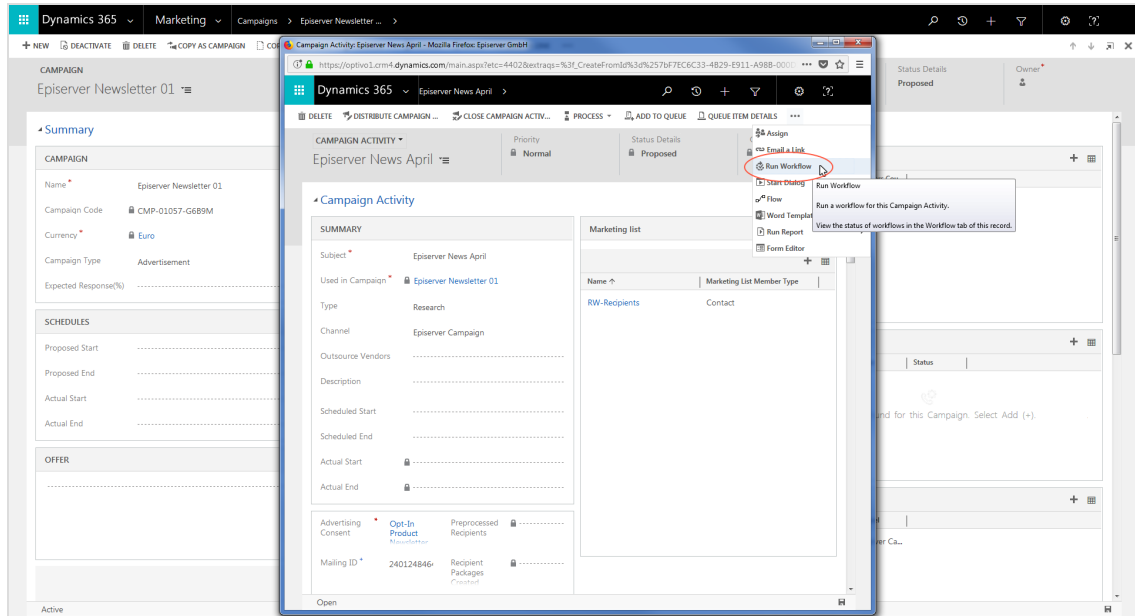 Dynamics 365 Marketing Campaigns > Episerver Newsletter ... >
+ NEW DEACTIVATE DELETE COPY AS CAMPAIGN
CAMPAIGN
Episerver Newsletter 01
Status Details
Proposed
Owner*
Summary
CAMPAIGN
Name* Episerver Newsletter 01
Campaign Code CMP-01057-G6B9M
Currency* Euro
Campaign Type Advertisement
Expected Response(%)
SCHEDULES
Proposed Start
Proposed End
Actual Start
Actual End
OFFER
Active
Campaign Activity: Episerver News April - Mozilla Firefox: Episerver GmbH
Dynamics 365 Episerver News April >
DELETE DISTRIBUTE CAMPAIGN ... CLOSE CAMPAIGN ACTIV... PROCESS ADD TO QUEUE QUEUE ITEM DETAILS ...
CAMPAIGN ACTIVITY
Episerver News April
Priority
Normal
Status Details
Proposed
Assign
Email a Link
Run Workflow
Start Dialog
Flow
Word Templat
Run Report
Form Editor
Run Workflow
Run a workflow for this Campaign Activity.
View the status of workflows in the Workflow tab of this record.
Campaign Activity
SUMMARY
Subject* Episerver News April
Used in Campaign* Episerver Newsletter 01
Type Research
Channel Episerver Campaign
Outsource Vendors
Description
Scheduled Start
Scheduled End
Actual Start
Actual End
Advertising Consent* Opt-In Product Newsletter
Preprocessed Recipients
Mailing ID* 240124846
Recipient Packages Created
Marketing list
Name ↑ Marketing List Member Type
RW-Recipients Contact
Open
Status
for this Campaign. Select Add (+).